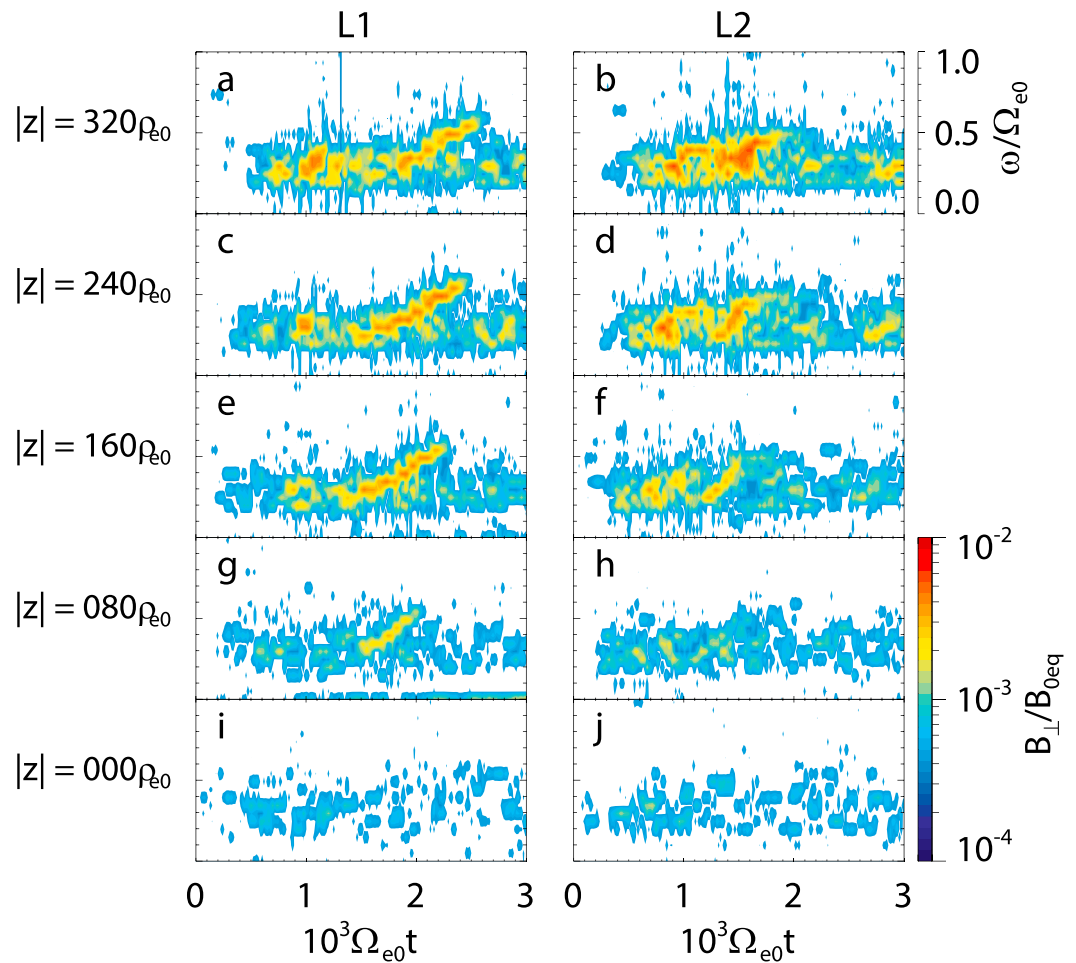 L1 L2
a b 1.0
|z| = 320ρe0 0.5 ω/Ωe0
0.0
c d
|z| = 240ρe0
e f
|z| = 160ρe0
10⁻²
g h
|z| = 080ρe0
10⁻³ B⊥/B0eq
i j
|z| = 000ρe0
10⁻⁴
0 1 2 3 0 1 2 3
10³Ωe0t 10³Ωe0t